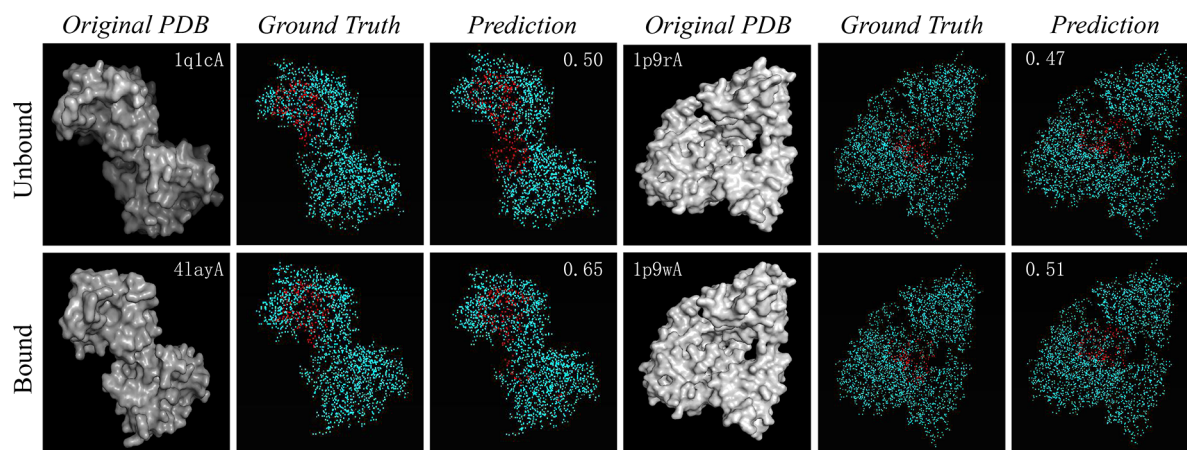 Original PDB Ground Truth Prediction Original PDB Ground Truth Prediction
Unbound
1q1cA 0.50 1p9rA 0.47
Bound
4layA 0.65 1p9wA 0.51